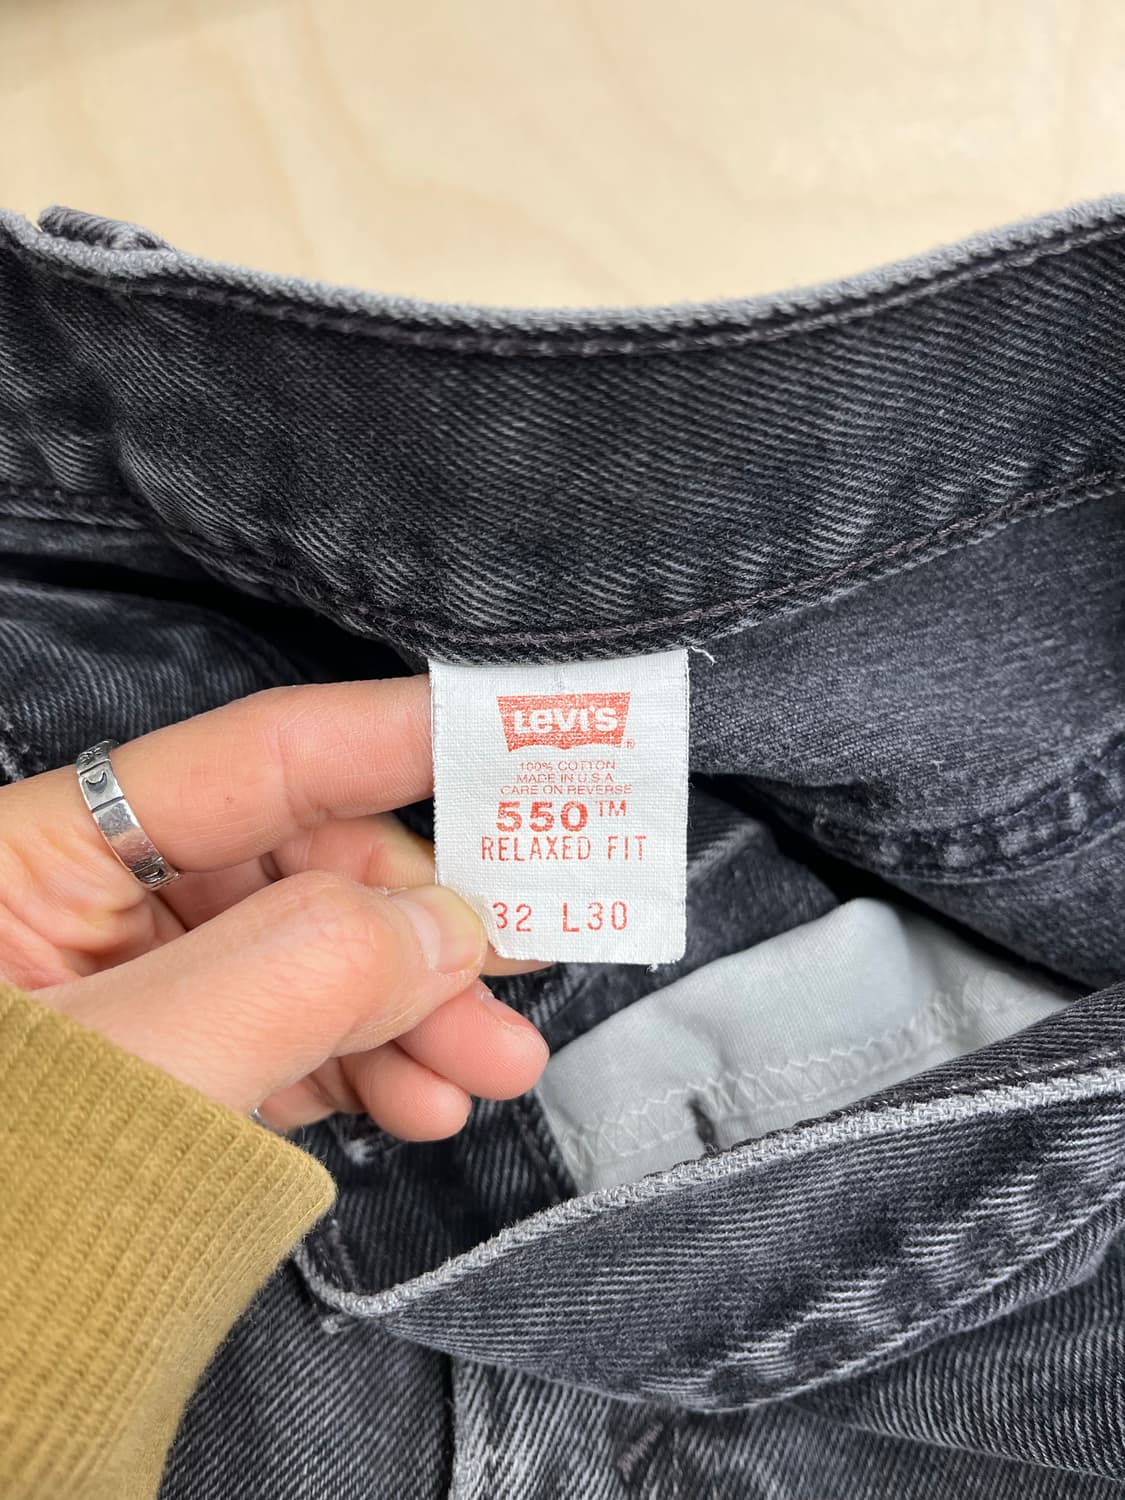 LEVI'S
®
100% COTTON
MADE IN U.S.A
CARE ON REVERSE
550™
RELAXED FIT
32 L30